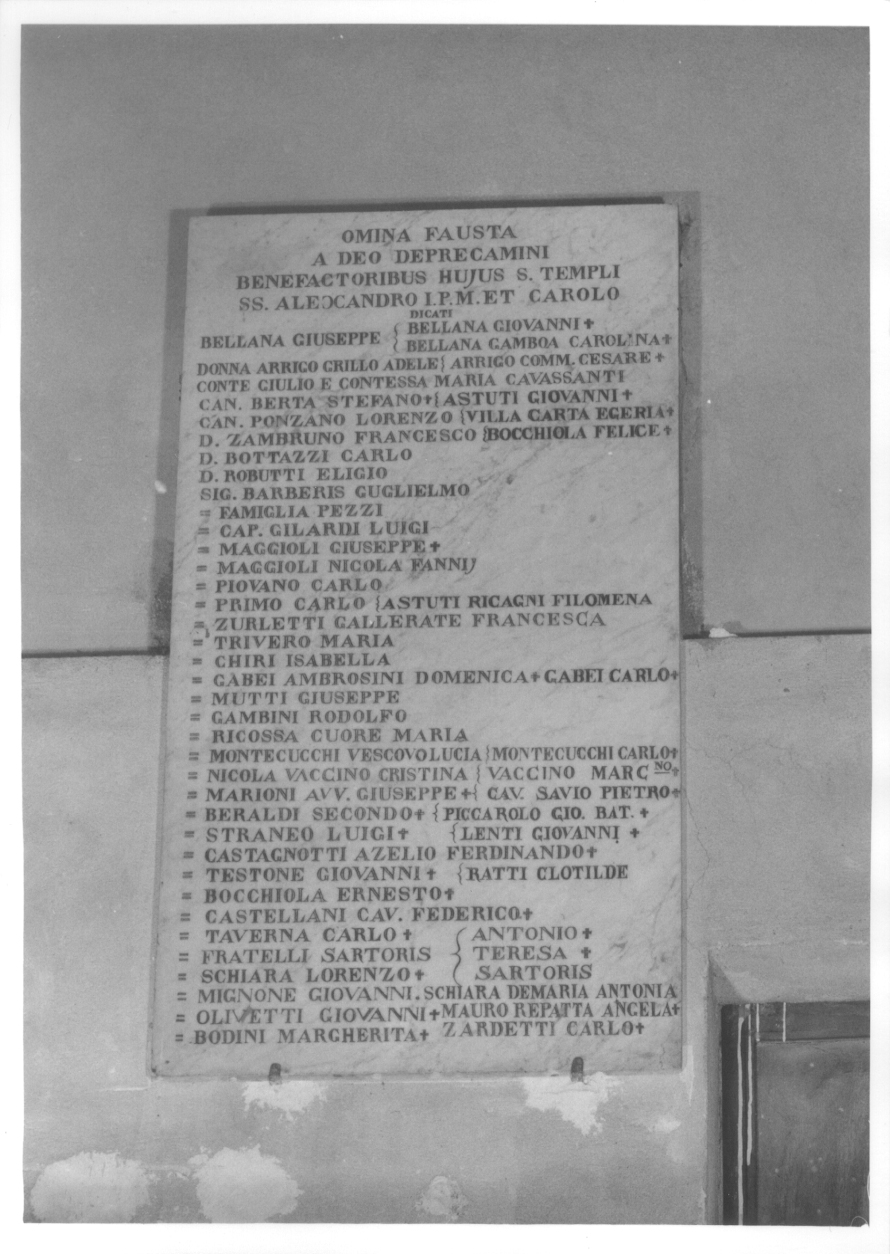 OMINA FAUSTA
A DEO DEPRECAMINI
BENEFACTORIBUS HUJUS S. TEMPLI
SS. ALEXCANDRO I.P.M. ET CAROLO
DICATI
BELLANA GIUSEPPE { BELLANA GIOVANNI ✝
{ BELLANA GAMBOA CAROLINA ✝
DONNA ARRIGO GRILLO ADELE } ARRIGO COMM. CESARE ✝
CONTE GIULIO E CONTESSA MARIA CAVASSANTI
CAN. BERTA STEFANO ✝ { ASTUTI GIOVANNI ✝
CAN. PONZANO LORENZO { VILLA CARTA EGERIA ✝
D. ZAMBRUNO FRANCESCO { BOCCHIOLA FELICE ✝
D. BOTTAZZI CARLO
D. ROBUTTI ELIGIO
SIG. BARBERIS GUGLIELMO
= FAMIGLIA PEZZI
= CAP. GILARDI LUIGI
= MAGGIOLI GIUSEPPE ✝
= MAGGIOLI NICOLA FANNIJ
= PIOVANO CARLO
= PRIMO CARLO { ASTUTI RICAGNI FILOMENA
= ZURLETTI GALLERATE FRANCESCA
= TRIVERO MARIA
= CHIRI ISABELLA
= GABEI AMBROSINI DOMENICA ✝ GABEI CARLO ✝
= MUTTI GIUSEPPE
= GAMBINI RODOLFO
= RICOSSA CUORE MARIA
= MONTECUCCHI VESCOVO LUCIA } MONTECUCCHI CARLO ✝
= NICOLA VACCINO CRISTINA { VACCINO MARC NO. ✝
= MARIONI AVV. GIUSEPPE ✝ { CAV. SAVIO PIETRO ✝
= BERALDI SECONDO ✝ { PICCAROLO GIO. BAT. ✝
= STRANEO LUIGI ✝ { LENTI GIOVANNI ✝
= CASTAGNOTTI AZELIO FERDINANDO ✝
= TESTONE GIOVANNI ✝ { RATTI CLOTILDE
= BOCCHIOLA ERNESTO ✝
= CASTELLANI CAV. FEDERICO ✝
= TAVERNA CARLO ✝ { ANTONIO ✝
= FRATELLI SARTORIS { TERESA ✝
= SCHIARA LORENZO ✝ { SARTORIS
= MIGNONE GIOVANNI. SCHIARA DEMARIA ANTONIA
= OLIVETTI GIOVANNI ✝ MAURO REPATTA ANGELA ✝
= BODINI MARGHERITA ✝ ZARDETTI CARLO ✝